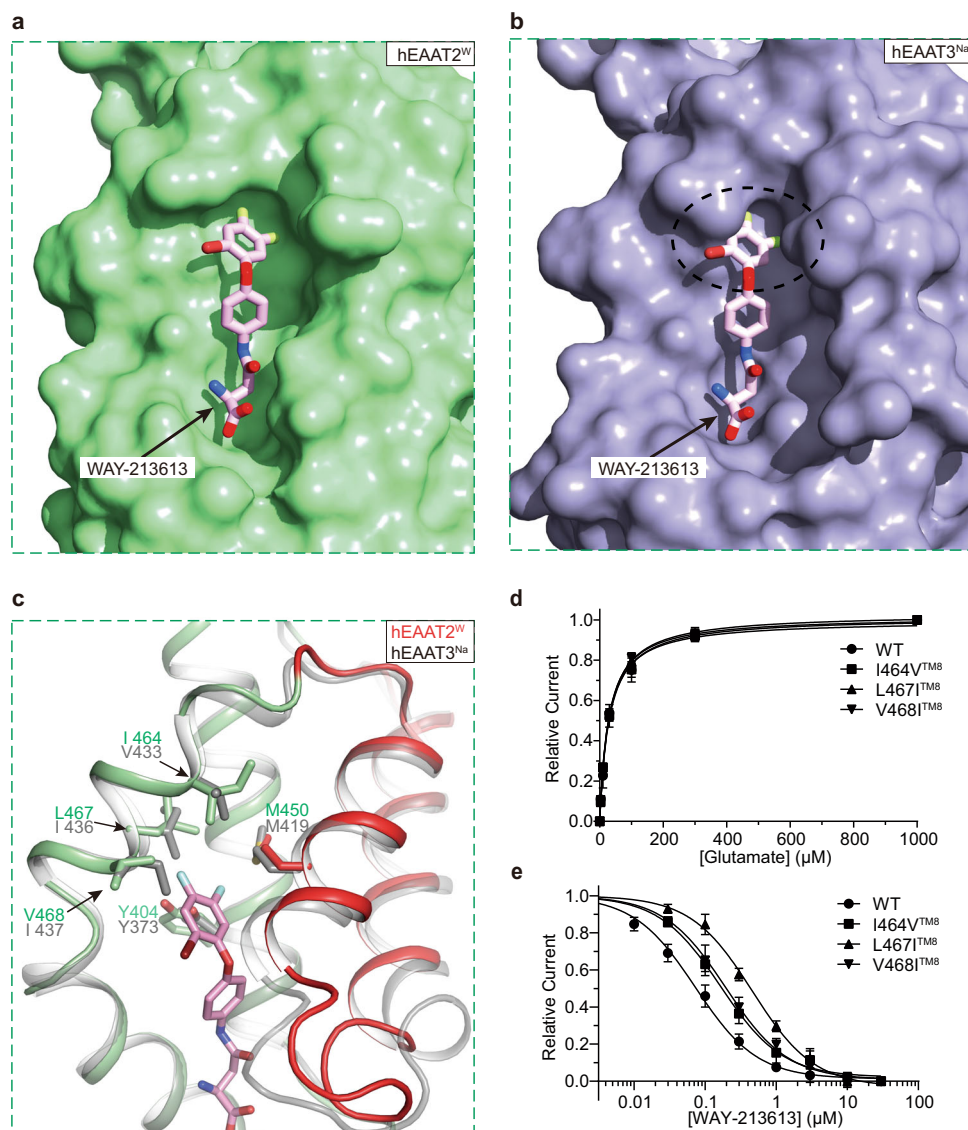 a
hEAAT2ᵂ
WAY-213613
b
hEAAT3ᴺᵃ
WAY-213613
c
hEAAT2ᵂ
hEAAT3ᴺᵃ
I 464
V433
L467
I 436
M450
M419
V468
I 437
Y404
Y373
d
Relative Current
1.0
0.8
0.6
0.4
0.2
0.0
WT
I464Vᵀᴹ⁸
L467Iᵀᴹ⁸
V468Iᵀᴹ⁸
0 200 400 600 800 1000
[Glutamate] (µM)
e
Relative Current
1.0
0.8
0.6
0.4
0.2
0.0
WT
I464Vᵀᴹ⁸
L467Iᵀᴹ⁸
V468Iᵀᴹ⁸
0.01 0.1 1 10 100
[WAY-213613] (µM)